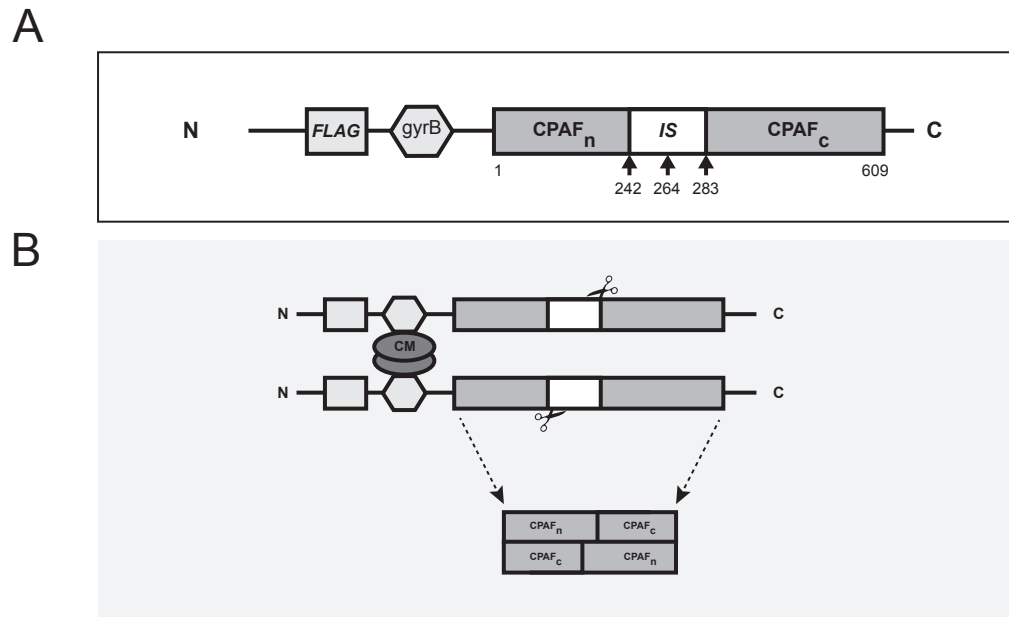 A
N FLAG gyrB CPAFn IS CPAFc C
1 242 264 283 609
B
N C
CM
N C
CPAFn CPAFc
CPAFc CPAFn